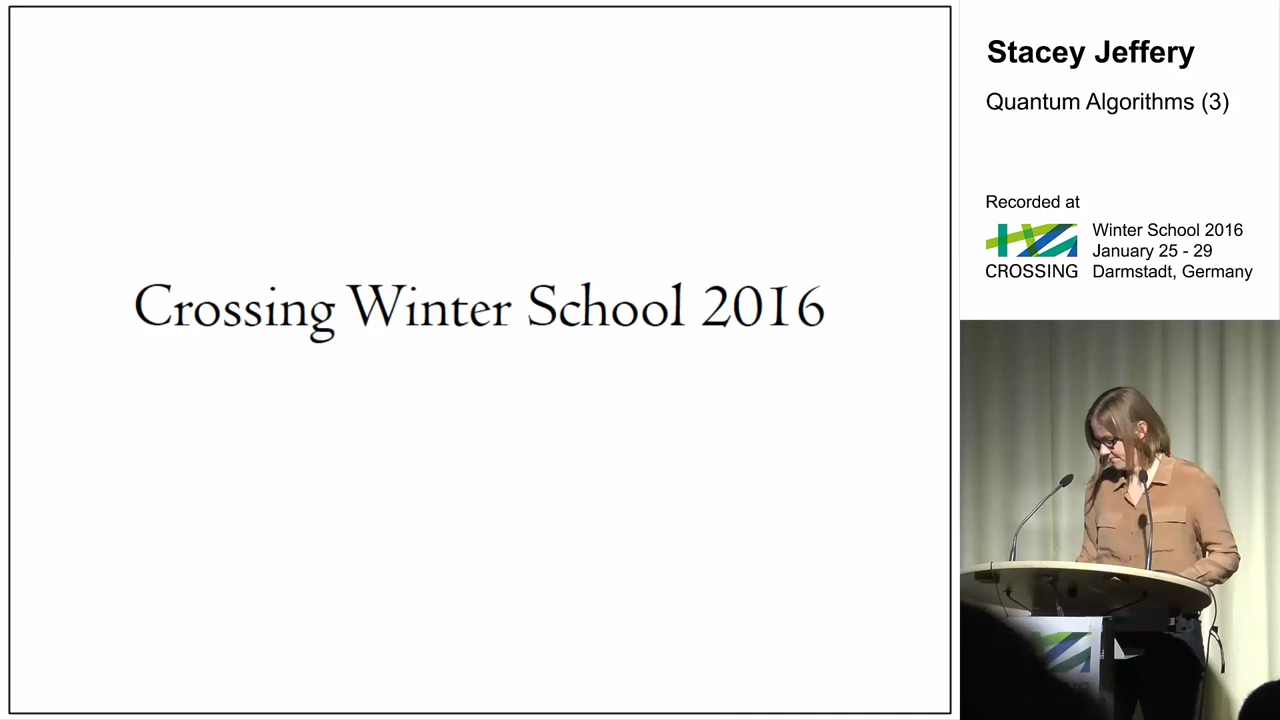 Crossing Winter School 2016
Stacey Jeffery
Quantum Algorithms (3)
Recorded at
CROSSING
Winter School 2016
January 25 - 29
Darmstadt, Germany